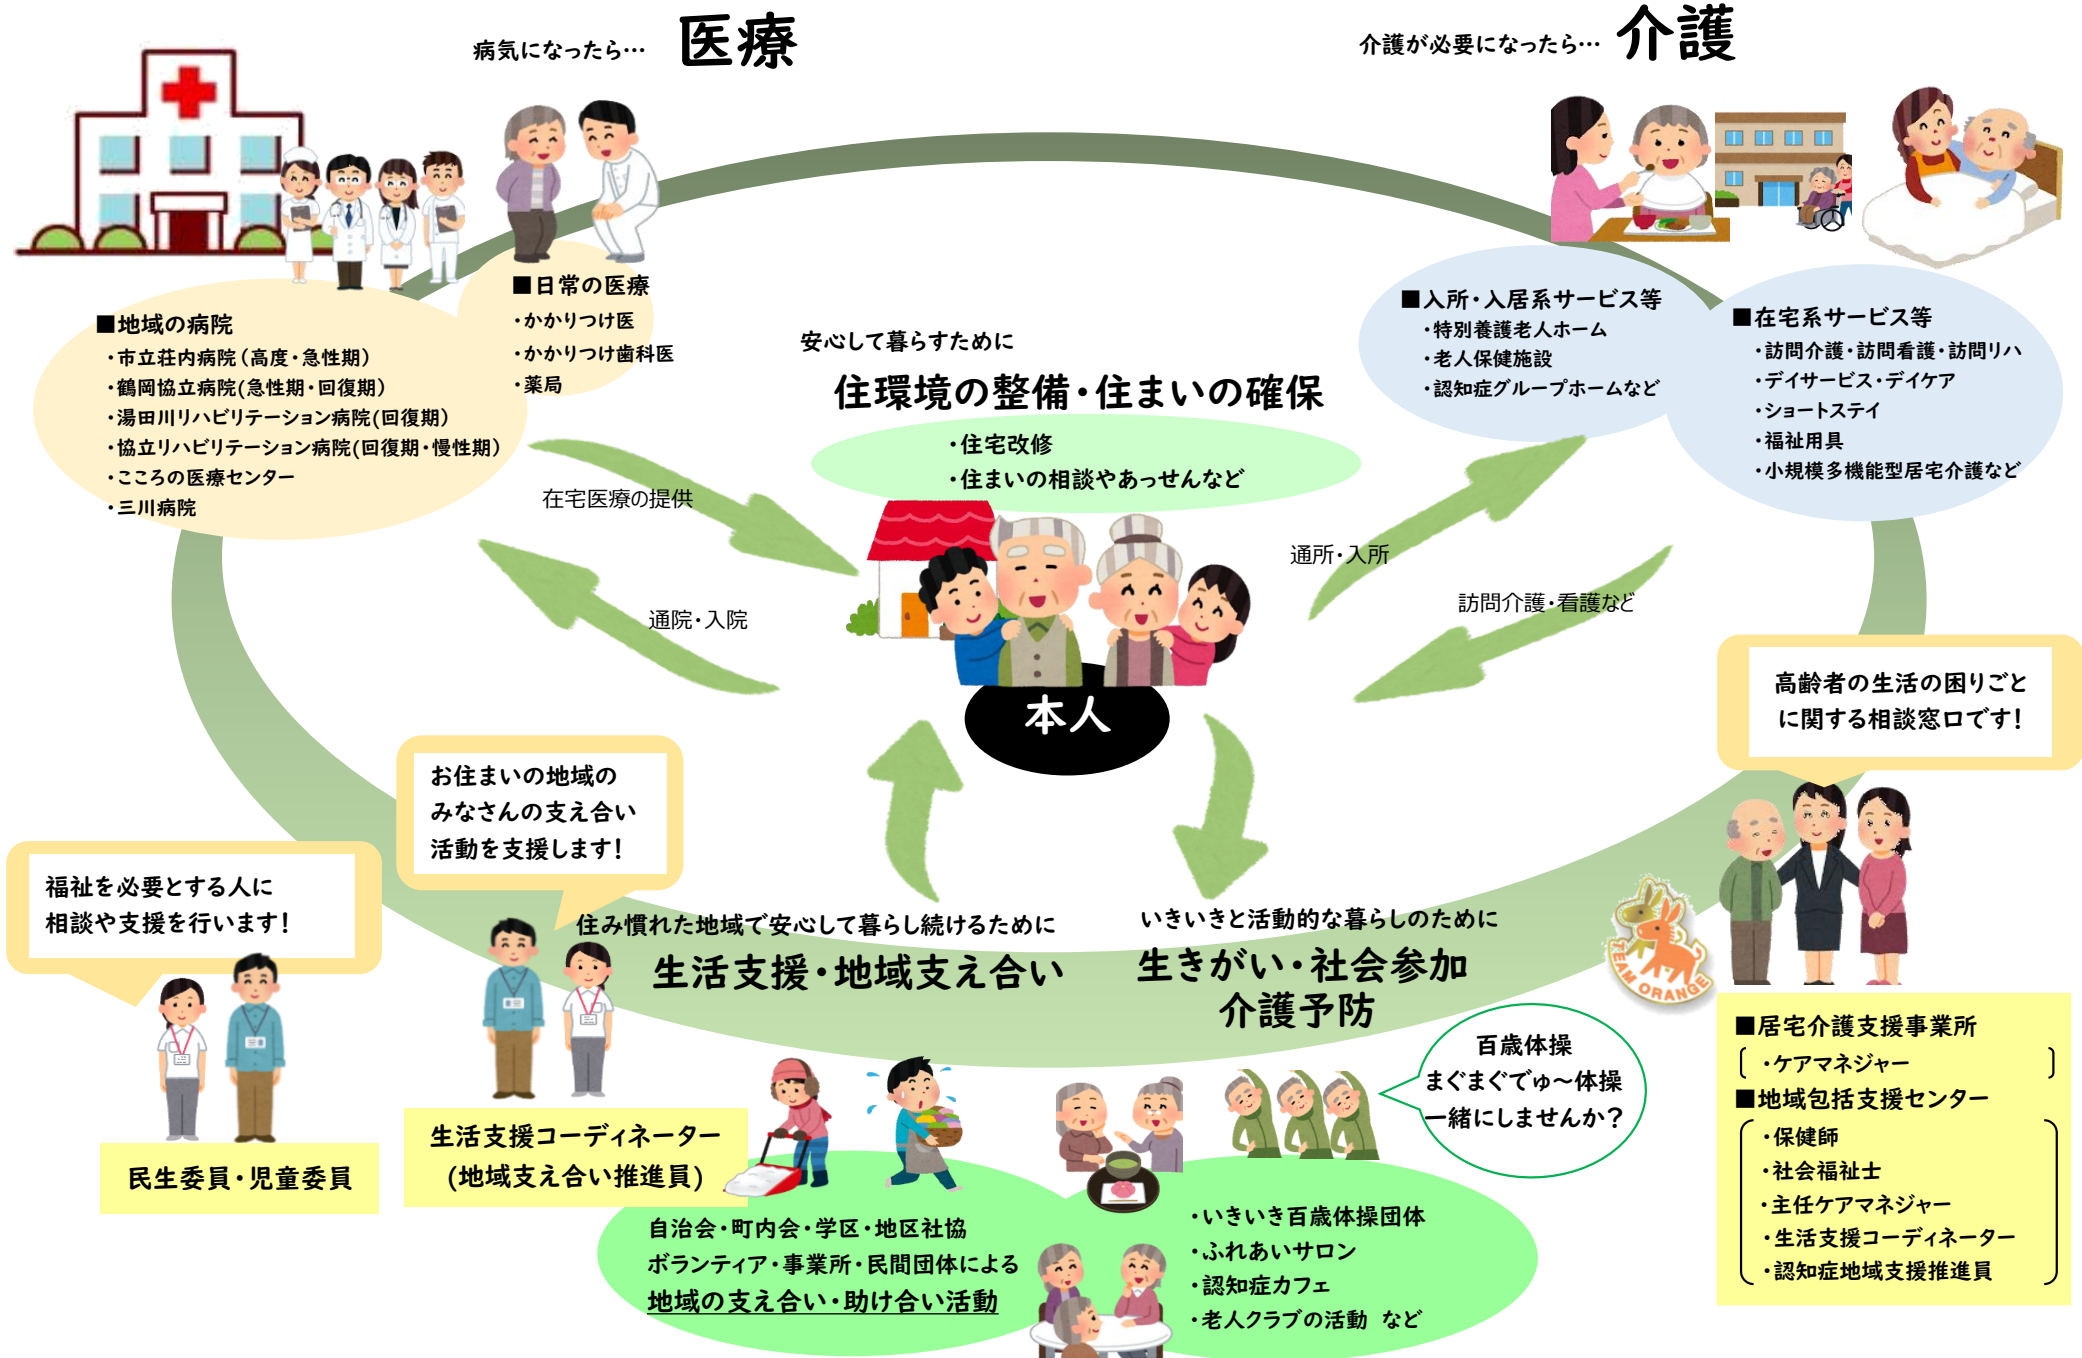 病気になったら…
医療
介護が必要になったら…
介護
■地域の病院
・市立荘内病院(高度・急性期)
・鶴岡協立病院(急性期・回復期)
・湯田川リハビリテーション病院(回復期)
・協立リハビリテーション病院(回復期・慢性期)
・こころの医療センター
・三川病院
■日常の医療
・かかりつけ医
・かかりつけ歯科医
・薬局
安心して暮らすために
住環境の整備・住まいの確保
・住宅改修
・住まいの相談やあっせんなど
■入所・入居系サービス等
・特別養護老人ホーム
・老人保健施設
・認知症グループホームなど
■在宅系サービス等
・訪問介護・訪問看護・訪問リハ
・デイサービス・デイケア
・ショートステイ
・福祉用具
・小規模多機能型居宅介護など
在宅医療の提供
通院・入院
通所・入所
訪問介護・看護など
本人
高齢者の生活の困りごと
に関する相談窓口です!
お住まいの地域の
みなさんの支え合い
活動を支援します!
福祉を必要とする人に
相談や支援を行います!
住み慣れた地域で安心して暮らし続けるために
生活支援・地域支え合い
いきいきと活動的な暮らしのために
生きがい・社会参加
介護予防
TEAM ORANGE
百歳体操
まぐまぐでゅ~体操
一緒にしませんか?
民生委員・児童委員
生活支援コーディネーター
(地域支え合い推進員)
自治会・町内会・学区・地区社協
ボランティア・事業所・民間団体による
地域の支え合い・助け合い活動
・いきいき百歳体操団体
・ふれあいサロン
・認知症カフェ
・老人クラブの活動 など
■居宅介護支援事業所
・ケアマネジャー
■地域包括支援センター
・保健師
・社会福祉士
・主任ケアマネジャー
・生活支援コーディネーター
・認知症地域支援推進員